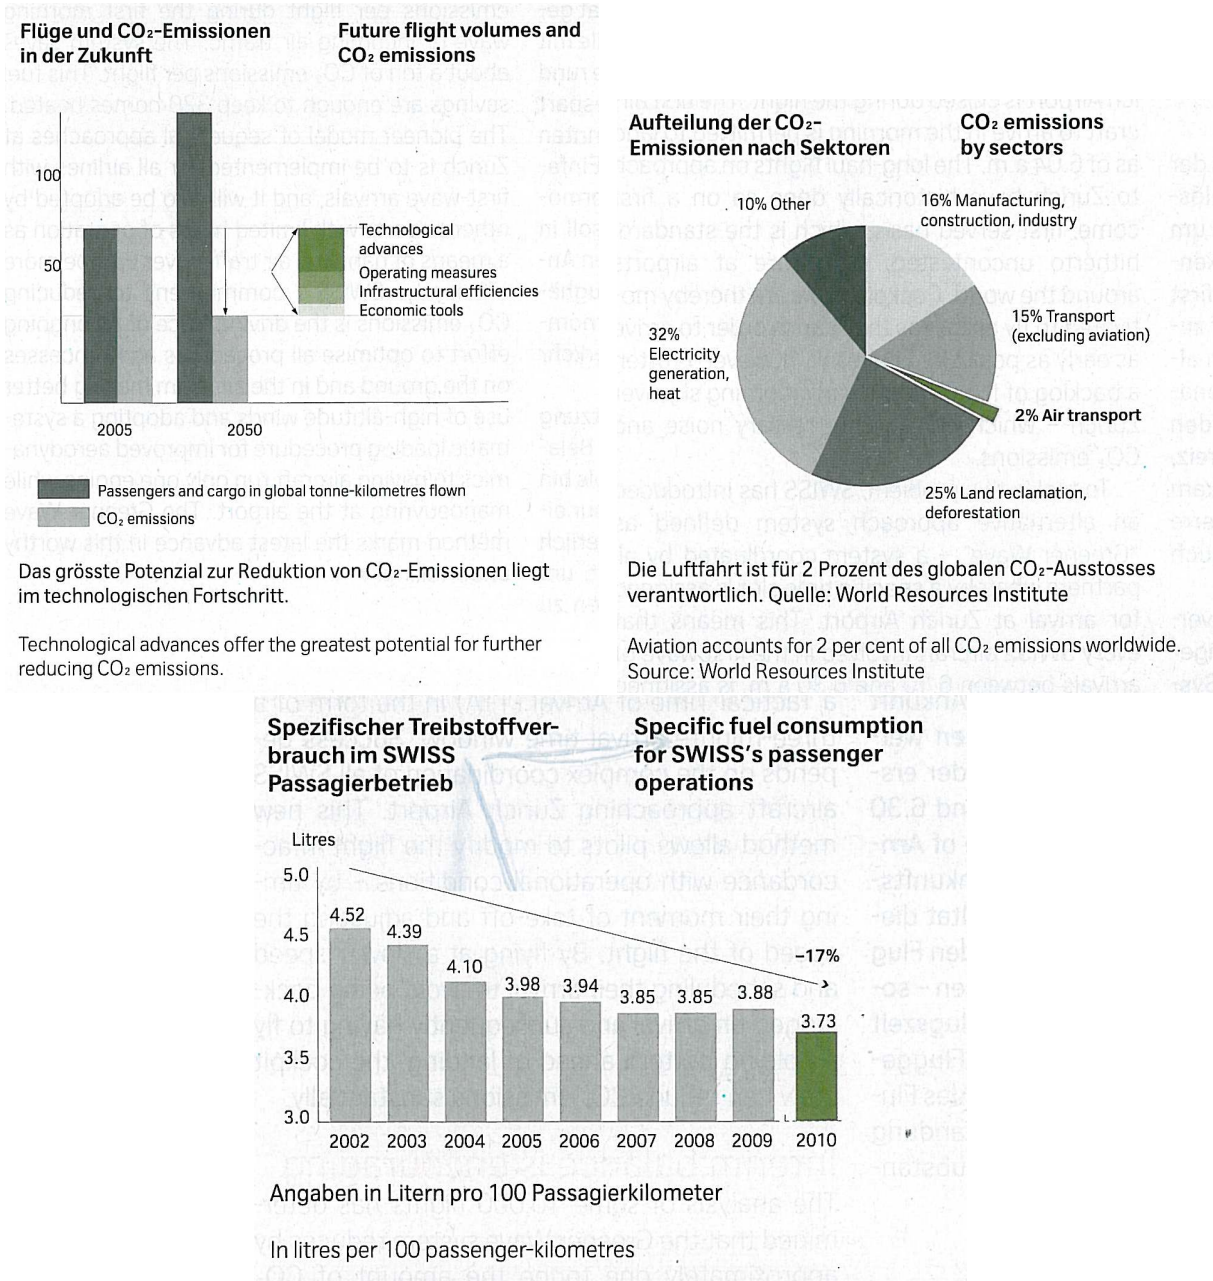 Flüge und CO₂-Emissionen
in der Zukunft
Future flight volumes and
CO₂ emissions
100
50
2005
2050
Technological
advances
Operating measures
Infrastructural efficiencies
Economic tools
Passengers and cargo in global tonne-kilometres flown
CO₂ emissions
Das grösste Potenzial zur Reduktion von CO₂-Emissionen liegt
im technologischen Fortschritt.
Technological advances offer the greatest potential for further
reducing CO₂ emissions.
Aufteilung der CO₂-
Emissionen nach Sektoren
CO₂ emissions
by sectors
10% Other
16% Manufacturing,
construction, industry
15% Transport
(excluding aviation)
2% Air transport
25% Land reclamation,
deforestation
32%
Electricity
generation,
heat
Die Luftfahrt ist für 2 Prozent des globalen CO₂-Ausstosses
verantwortlich. Quelle: World Resources Institute
Aviation accounts for 2 per cent of all CO₂ emissions worldwide.
Source: World Resources Institute
Spezifischer Treibstoffver-
brauch im SWISS
Passagierbetrieb
Specific fuel consumption
for SWISS's passenger
operations
Litres
5.0
4.5
4.0
3.5
3.0
4.52
4.39
4.10
3.98
3.94
3.85
3.85
3.88
3.73
–17%
2002 2003 2004 2005 2006 2007 2008 2009 2010
Angaben in Litern pro 100 Passagierkilometer
In litres per 100 passenger-kilometres